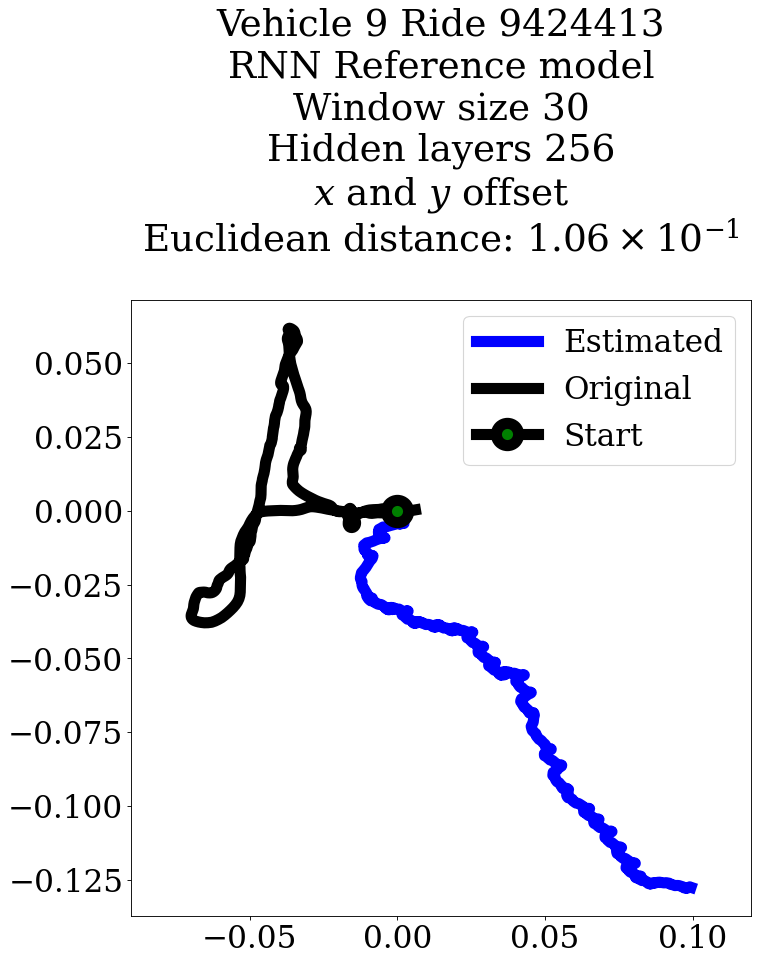 Vehicle 9 Ride 9424413
RNN Reference model
Window size 30
Hidden layers 256
x and y offset
Euclidean distance: 1.06 × 10⁻¹
Estimated
Original
Start
0.050
0.025
0.000
−0.025
−0.050
−0.075
−0.100
−0.125
−0.05 0.00 0.05 0.10